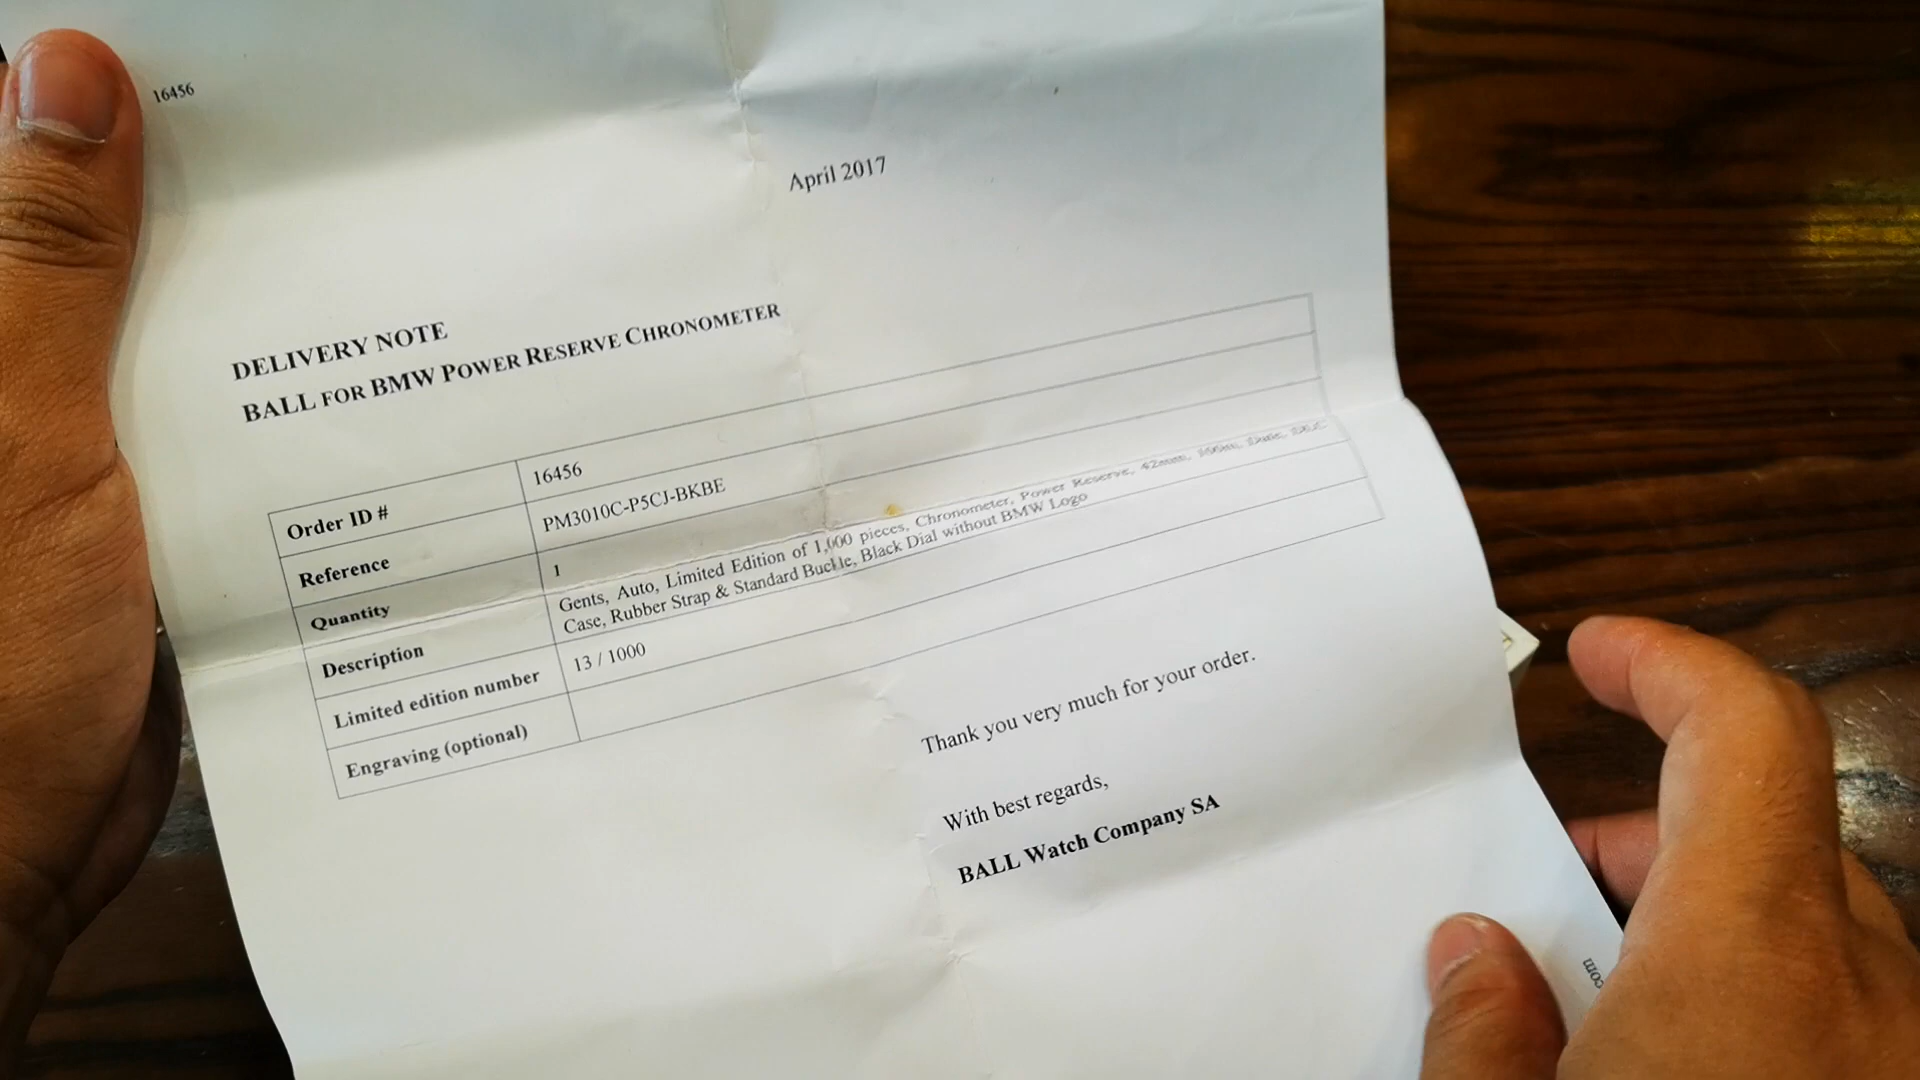 16456
April 2017
DELIVERY NOTE
BALL FOR BMW POWER RESERVE CHRONOMETER
Order ID # 16456
Reference PM3010C-P5CJ-BKBE
Quantity 1
Description Gents, Auto, Limited Edition of 1,000 pieces, Chronometer, Power Reserve, 42mm, 100m, Date, DLC
Case, Rubber Strap & Standard Buckle, Black Dial without BMW Logo
Limited edition number 13 / 1000
Engraving (optional)
Thank you very much for your order.
With best regards,
BALL Watch Company SA
com